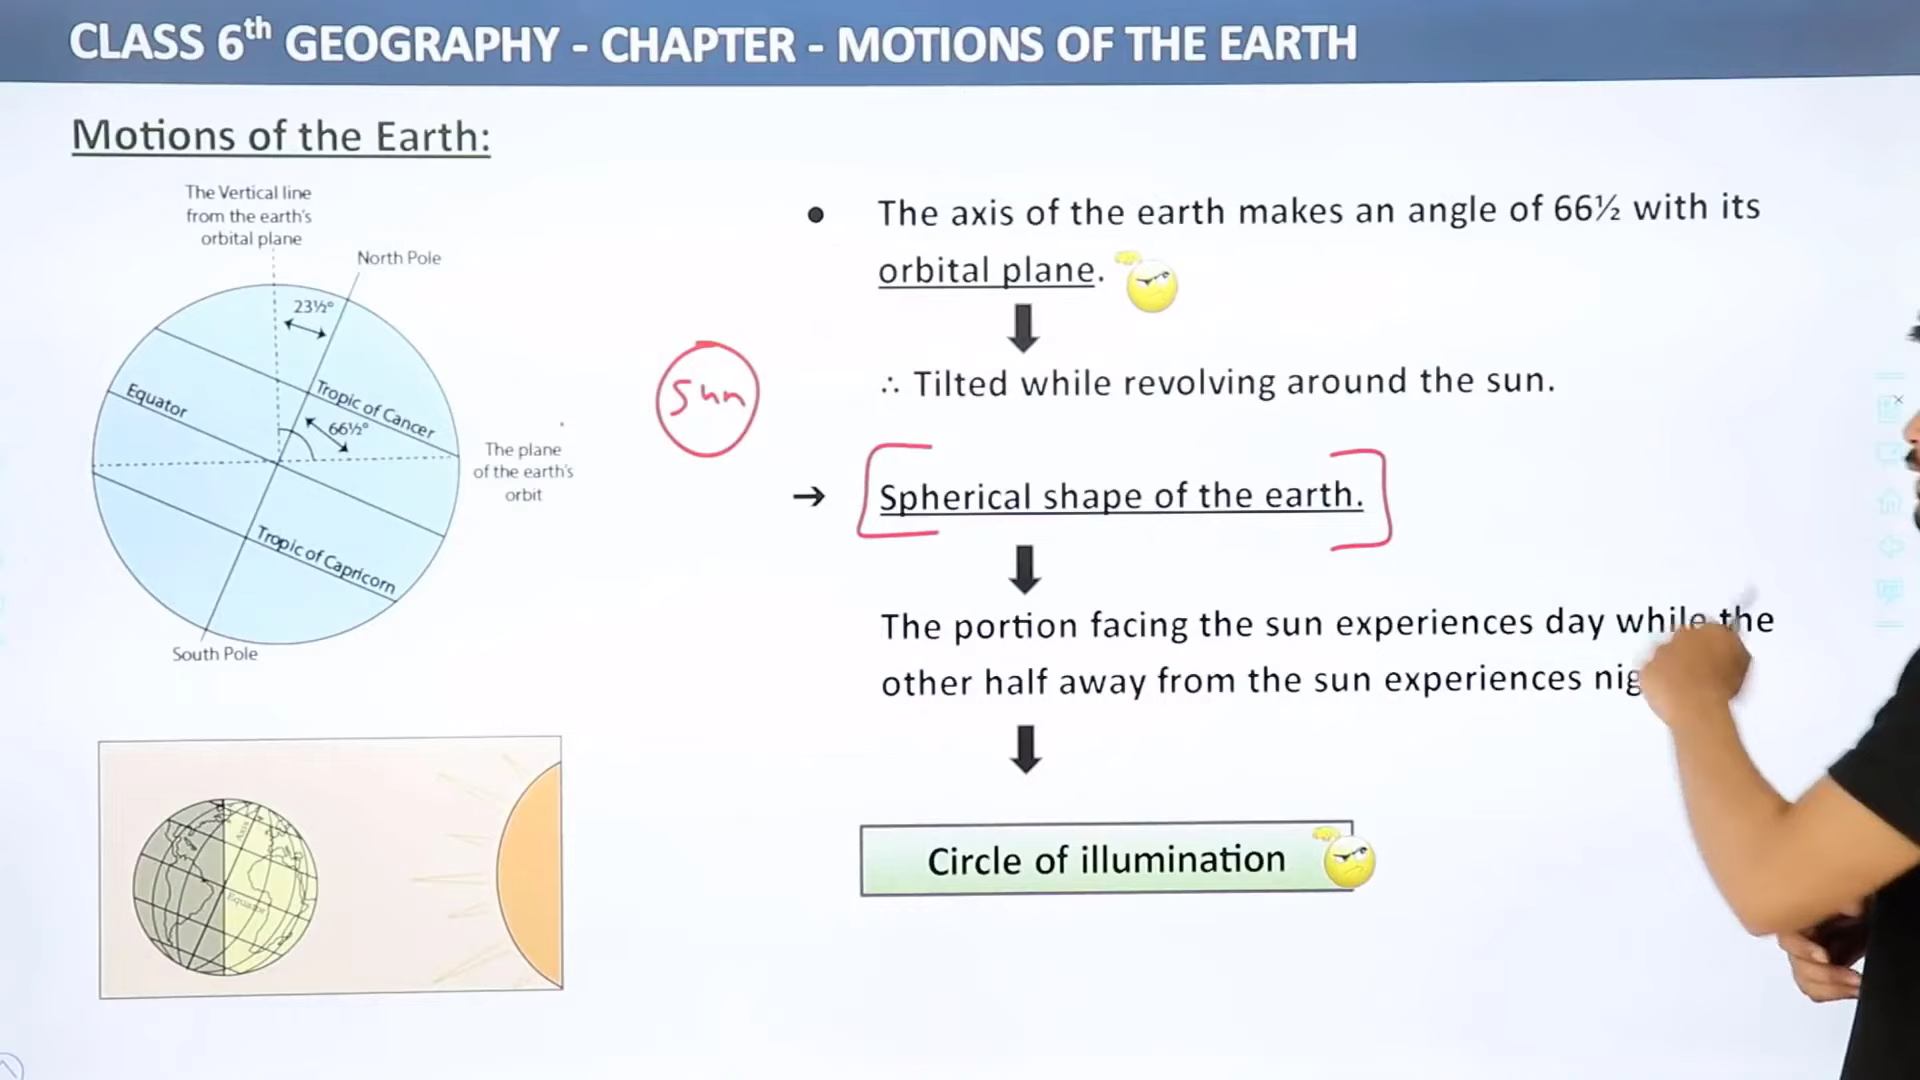 CLASS 6th GEOGRAPHY - CHAPTER - MOTIONS OF THE EARTH
Motions of the Earth:
The Vertical line
from the earth's
orbital plane
North Pole
23½°
Tropic of Cancer
Equator
66½°
The plane
of the earth's
orbit
Tropic of Capricorn
South Pole
Sun
Axis
Equator
● The axis of the earth makes an angle of 66½ with its
orbital plane.
∴ Tilted while revolving around the sun.
→ Spherical shape of the earth.
The portion facing the sun experiences day while the
other half away from the sun experiences
Circle of illumination